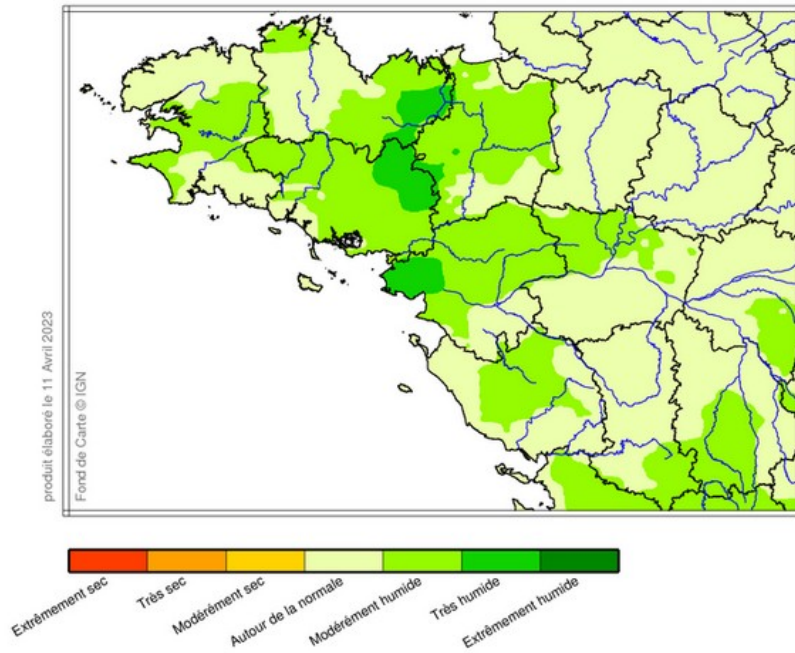 produit élaboré le 11 Avril 2023
Fond de Carte © IGN
Extrêmement sec
Très sec
Modérément sec
Autour de la normale
Modérément humide
Très humide
Extrêmement humide